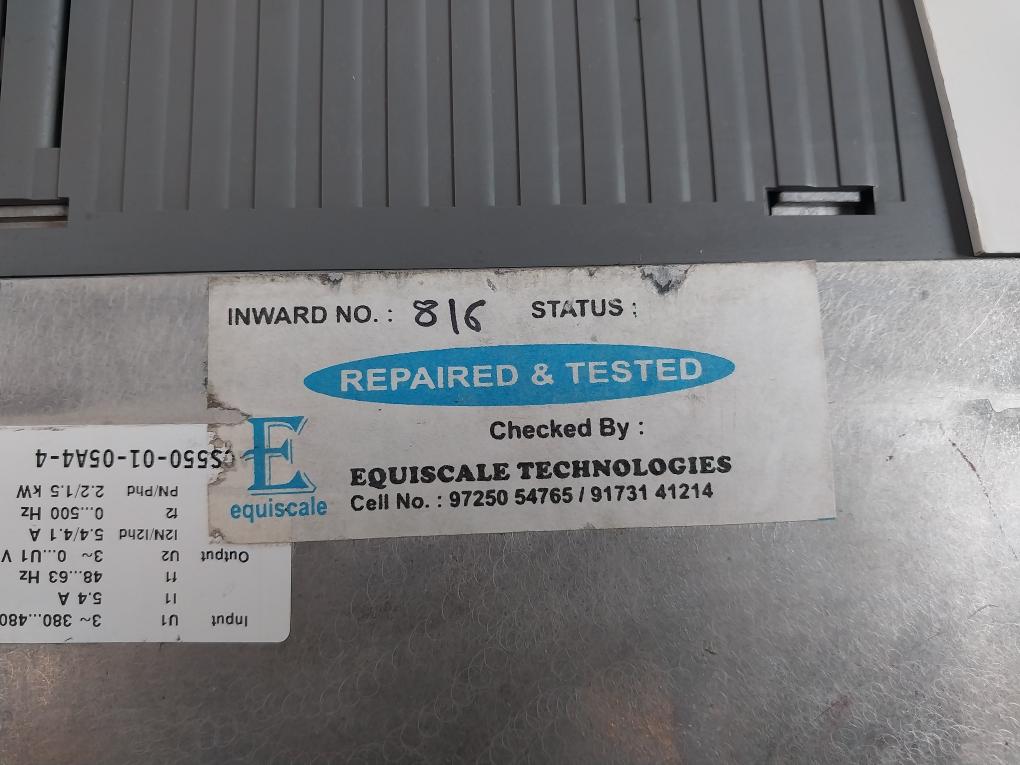 INWARD NO. : 816 STATUS :
REPAIRED & TESTED
Checked By :
EQUISCALE TECHNOLOGIES
Cell No. : 97250 54765 / 91731 41214
E
equiscale
Input U1 3~ 380...480
I1 5.4 A
f1 48...63 Hz
Output U2 3~ 0...U1 V
I2N/I2hd 5.4/4.1 A
f2 0...500 Hz
PN/Phd 2.2/1.5 kW
CS550-01-05A4-4